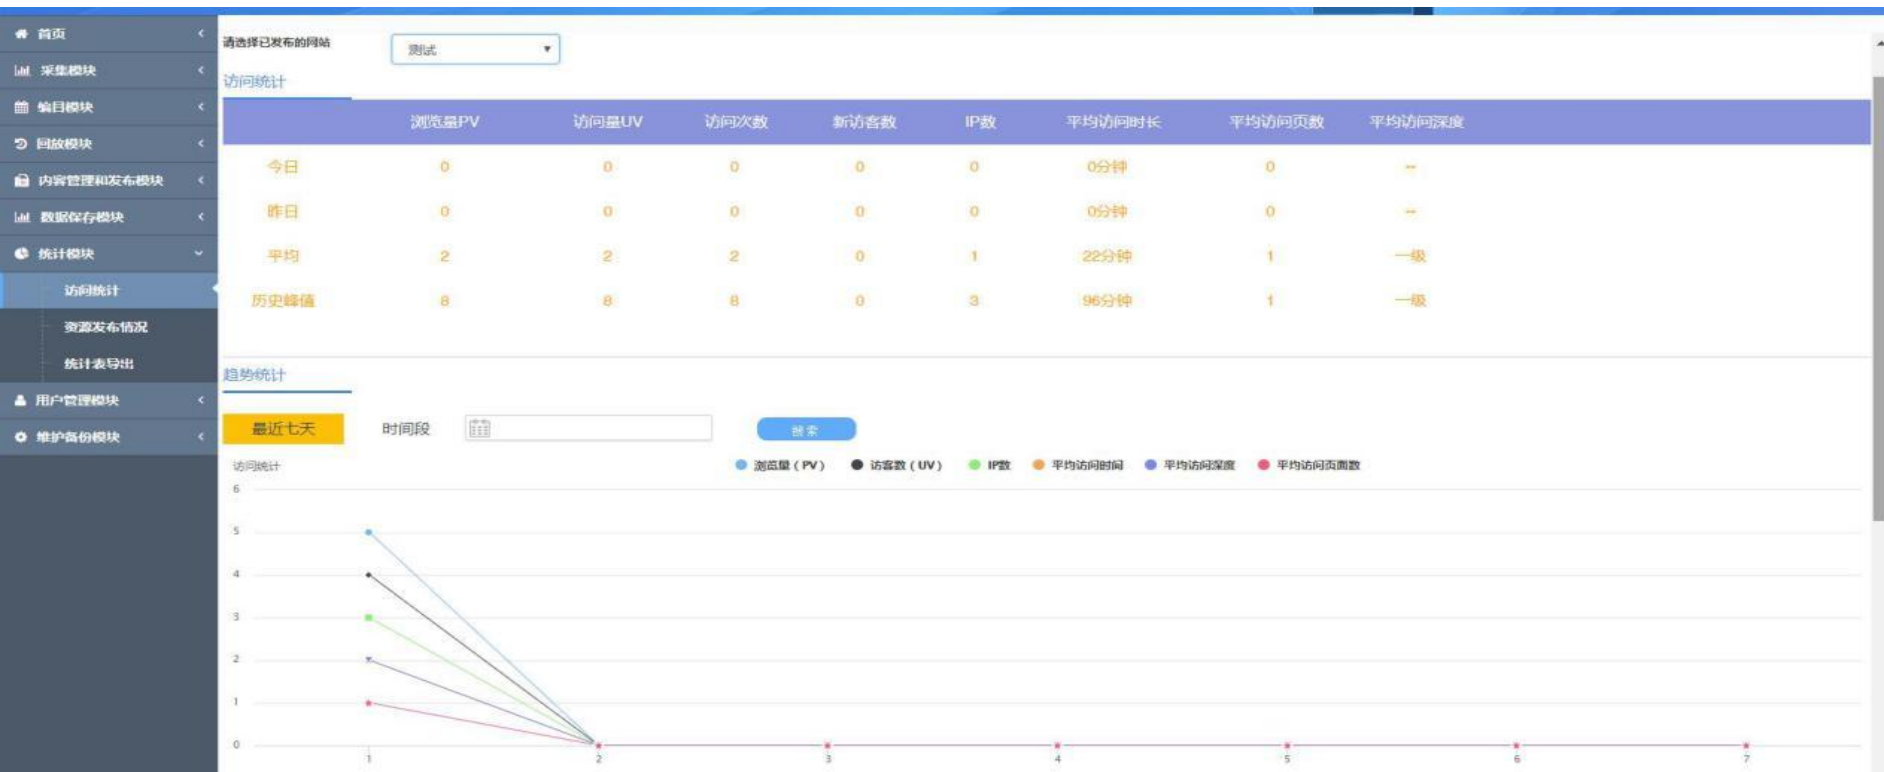 首页
采集模块
编目模块
回放模块
内容管理和发布模块
数据保存模块
统计模块
访问统计
资源发布情况
统计表导出
用户管理模块
维护备份模块
请选择已发布的网站 测试
访问统计
浏览量PV 访问量UV 访问次数 新访客数 IP数 平均访问时长 平均访问页数 平均访问深度
今日 0 0 0 0 0 0分钟 0 --
昨日 0 0 0 0 0 0分钟 0 --
平均 2 2 2 0 1 22分钟 1 一级
历史峰值 8 8 8 0 3 96分钟 1 一级
趋势统计
最近七天 时间段 搜索
访问统计 浏览量(PV) 访客数(UV) IP数 平均访问时间 平均访问深度 平均访问页面数
6
5
4
3
2
1
0
1 2 3 4 5 6 7